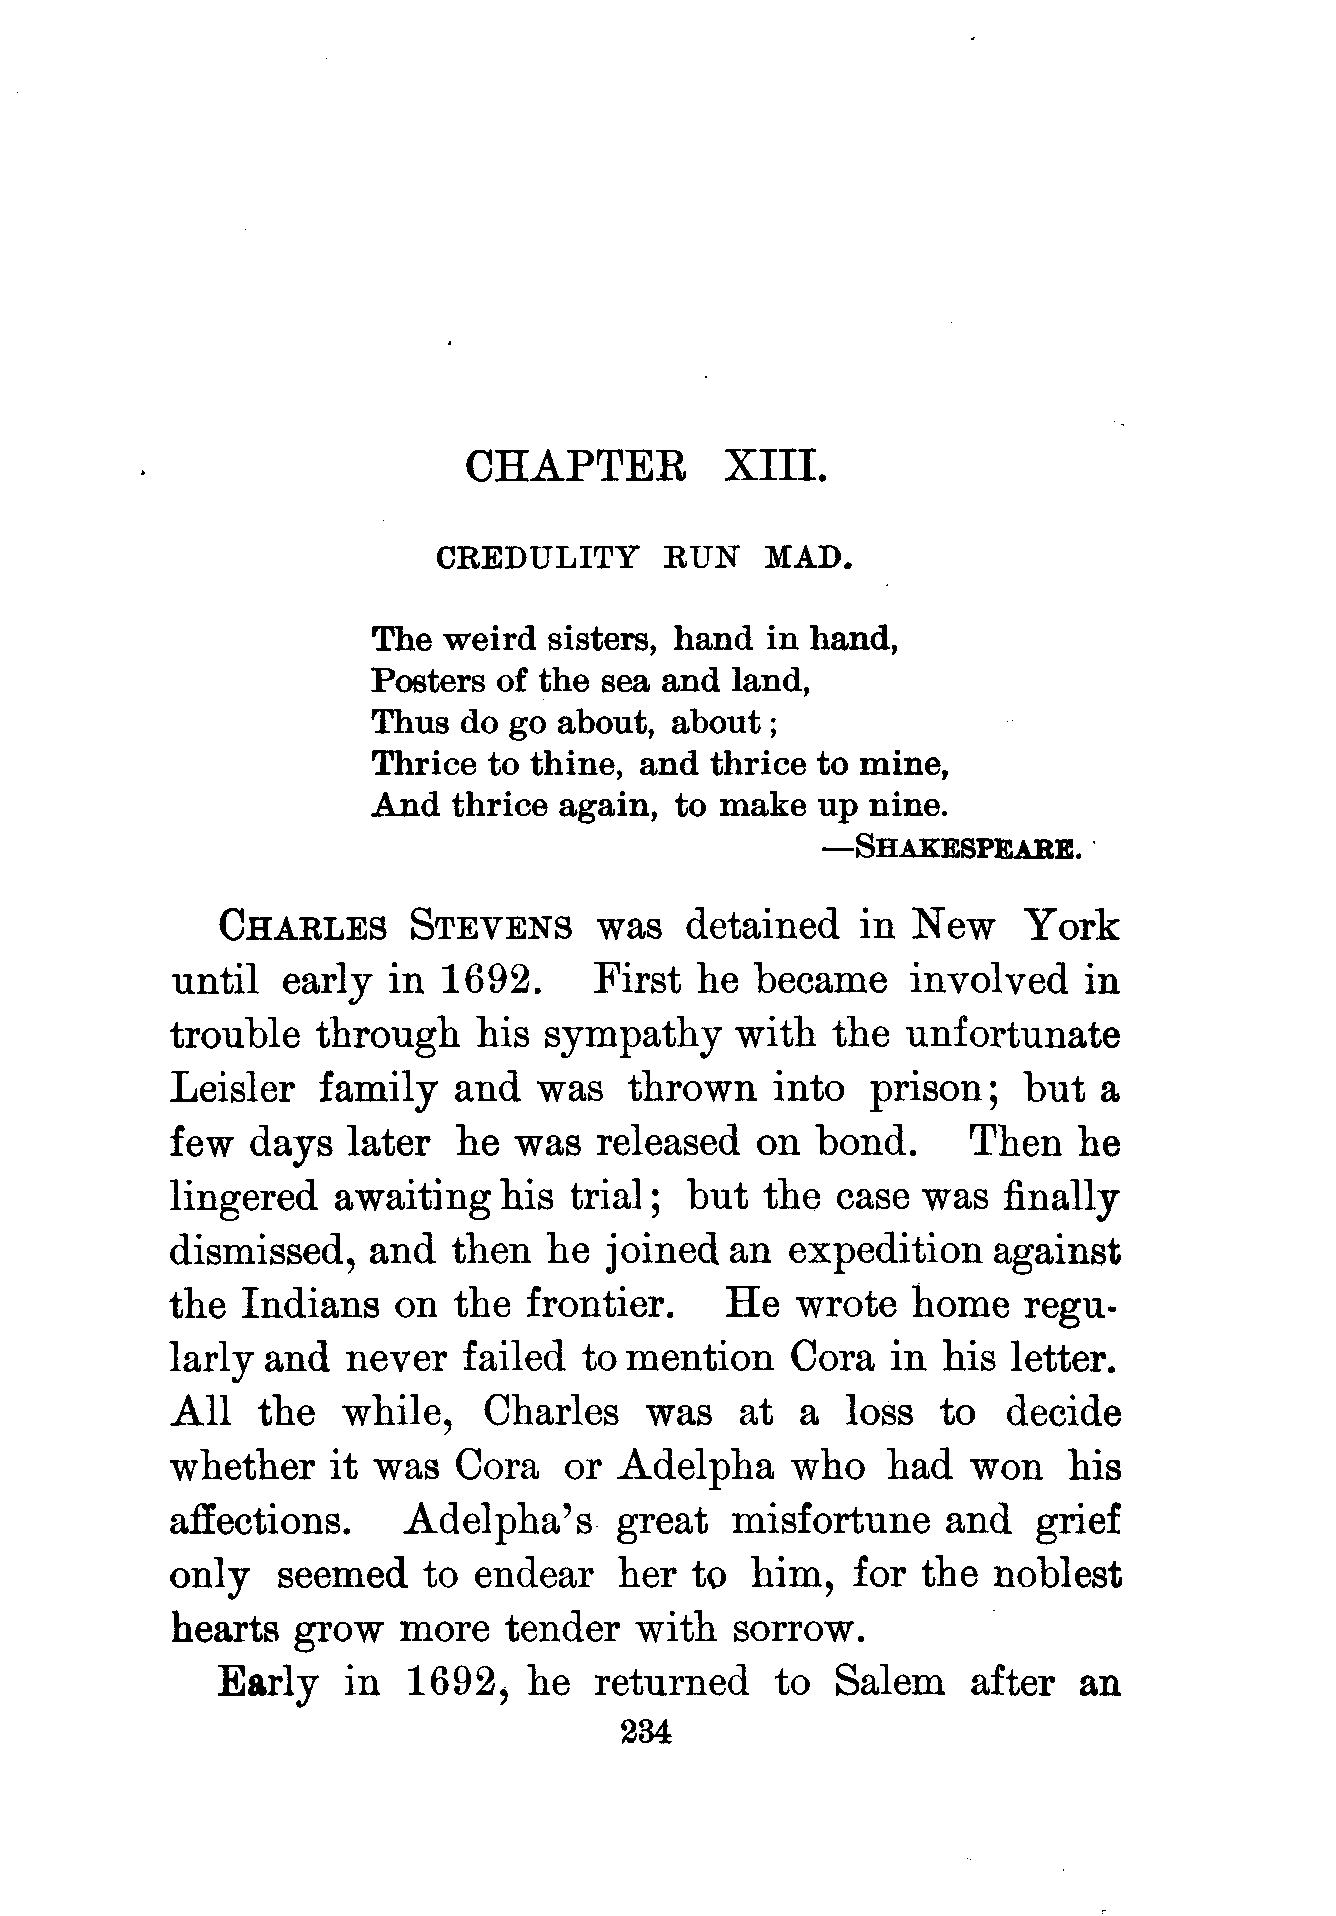 CHAPTER XIII.
CREDULITY RUN MAD.
The weird sisters, hand in hand,
Posters of the sea and land,
Thus do go about, about;
Thrice to thine, and thrice to mine,
And thrice again, to make up nine.
—SHAKESPEARE.
CHARLES STEVENS was detained in New York
until early in 1692. First he became involved in
trouble through his sympathy with the unfortunate
Leisler family and was thrown into prison; but a
few days later he was released on bond. Then he
lingered awaiting his trial; but the case was finally
dismissed, and then he joined an expedition against
the Indians on the frontier. He wrote home regu-
larly and never failed to mention Cora in his letter.
All the while, Charles was at a loss to decide
whether it was Cora or Adelpha who had won his
affections. Adelpha's great misfortune and grief
only seemed to endear her to him, for the noblest
hearts grow more tender with sorrow.
Early in 1692, he returned to Salem after an
234